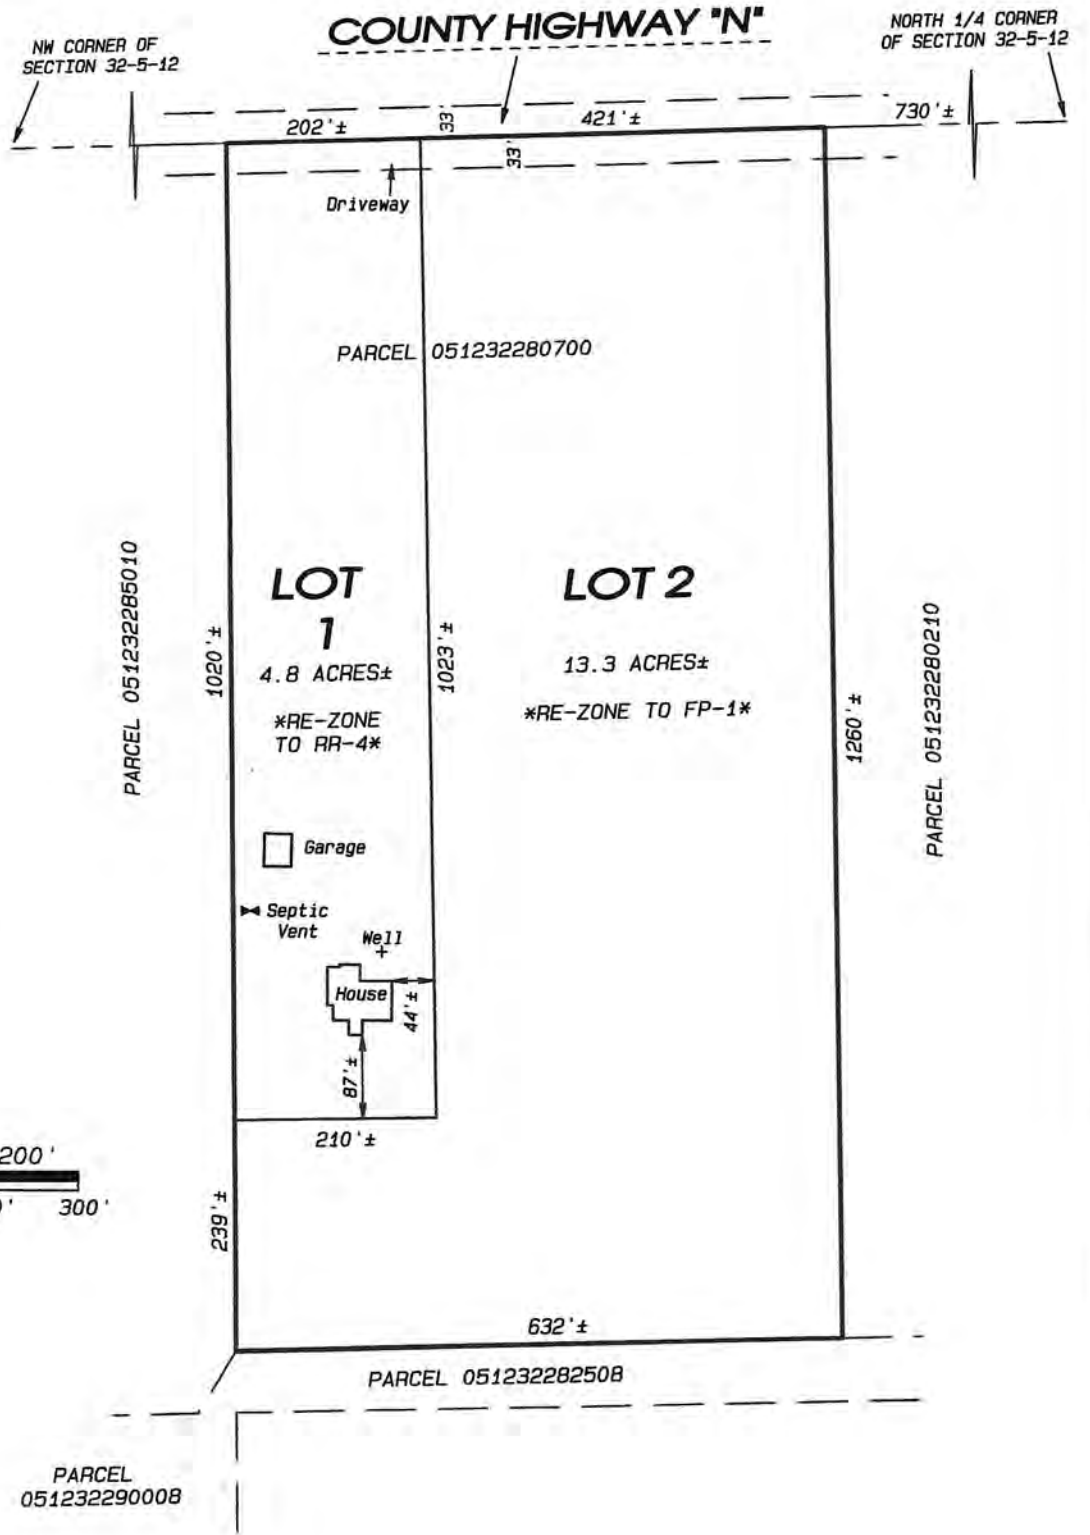 COUNTY HIGHWAY "N"
NW CORNER OF
SECTION 32-5-12
NORTH 1/4 CORNER
OF SECTION 32-5-12
202'±
33
421'±
730'±
33'
Driveway
PARCEL 051232280700
PARCEL 051232285010
1020'±
LOT
1
4.8 ACRES±
*RE-ZONE
TO RR-4*
1023'±
LOT 2
13.3 ACRES±
*RE-ZONE TO FP-1*
1260'±
PARCEL 051232280210
Garage
Septic
Vent
Well
House
44'±
87'±
210'±
200'
300'
239'±
632'±
PARCEL 051232282508
PARCEL
051232290008